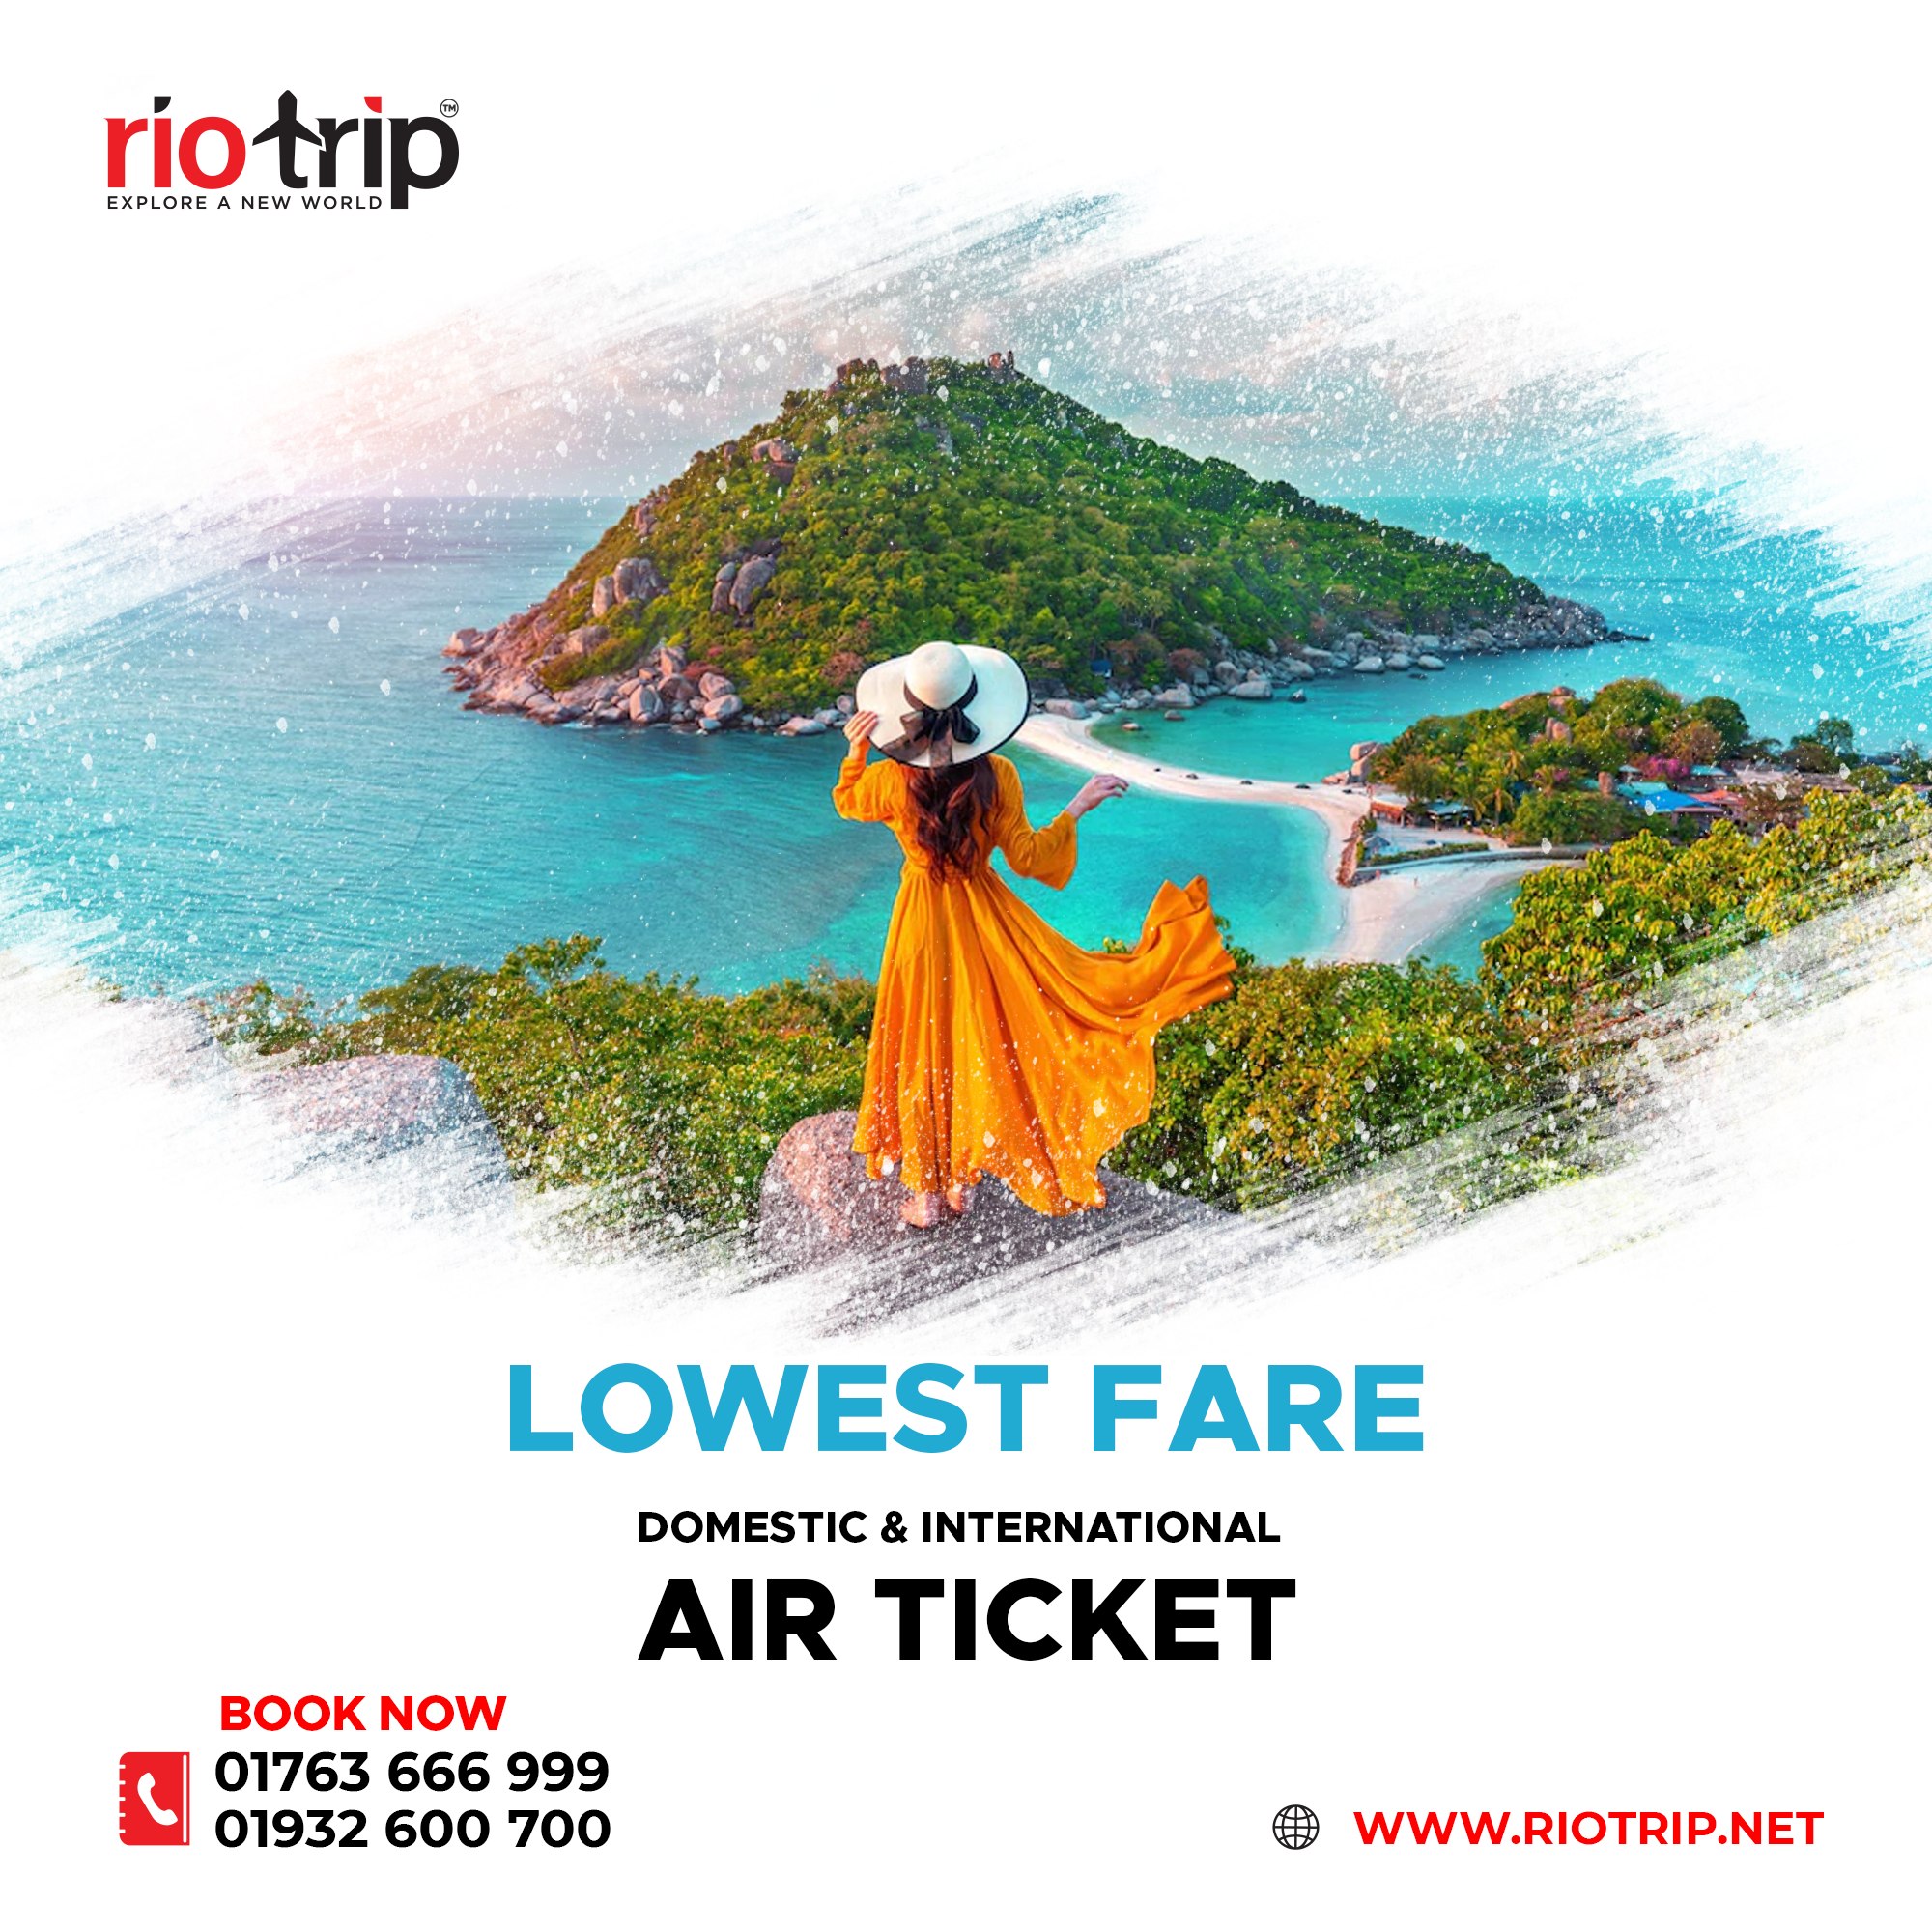 riotrip™
EXPLORE A NEW WORLD
LOWEST FARE
DOMESTIC & INTERNATIONAL
AIR TICKET
BOOK NOW
01763 666 999
01932 600 700
WWW.RIOTRIP.NET